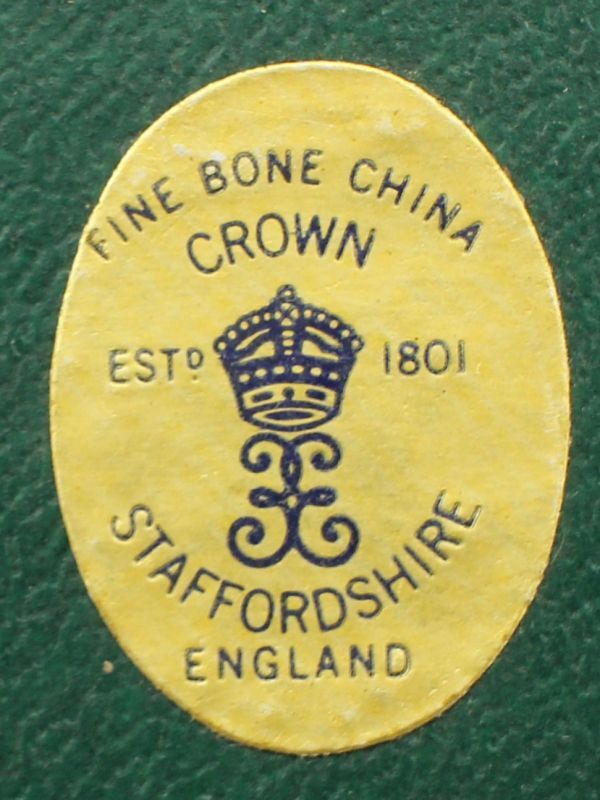 FINE BONE CHINA
CROWN
ESTD 1801
STAFFORDSHIRE
ENGLAND